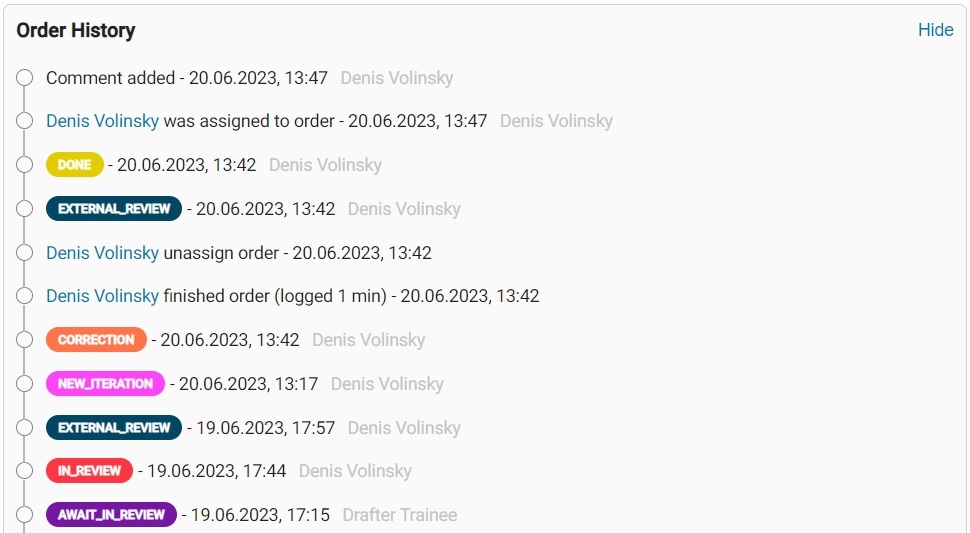 Order History Hide
Comment added - 20.06.2023, 13:47 Denis Volinsky
Denis Volinsky was assigned to order - 20.06.2023, 13:47 Denis Volinsky
DONE - 20.06.2023, 13:42 Denis Volinsky
EXTERNAL_REVIEW - 20.06.2023, 13:42 Denis Volinsky
Denis Volinsky unassign order - 20.06.2023, 13:42
Denis Volinsky finished order (logged 1 min) - 20.06.2023, 13:42
CORRECTION - 20.06.2023, 13:42 Denis Volinsky
NEW_ITERATION - 20.06.2023, 13:17 Denis Volinsky
EXTERNAL_REVIEW - 19.06.2023, 17:57 Denis Volinsky
IN_REVIEW - 19.06.2023, 17:44 Denis Volinsky
AWAIT_IN_REVIEW - 19.06.2023, 17:15 Drafter Trainee